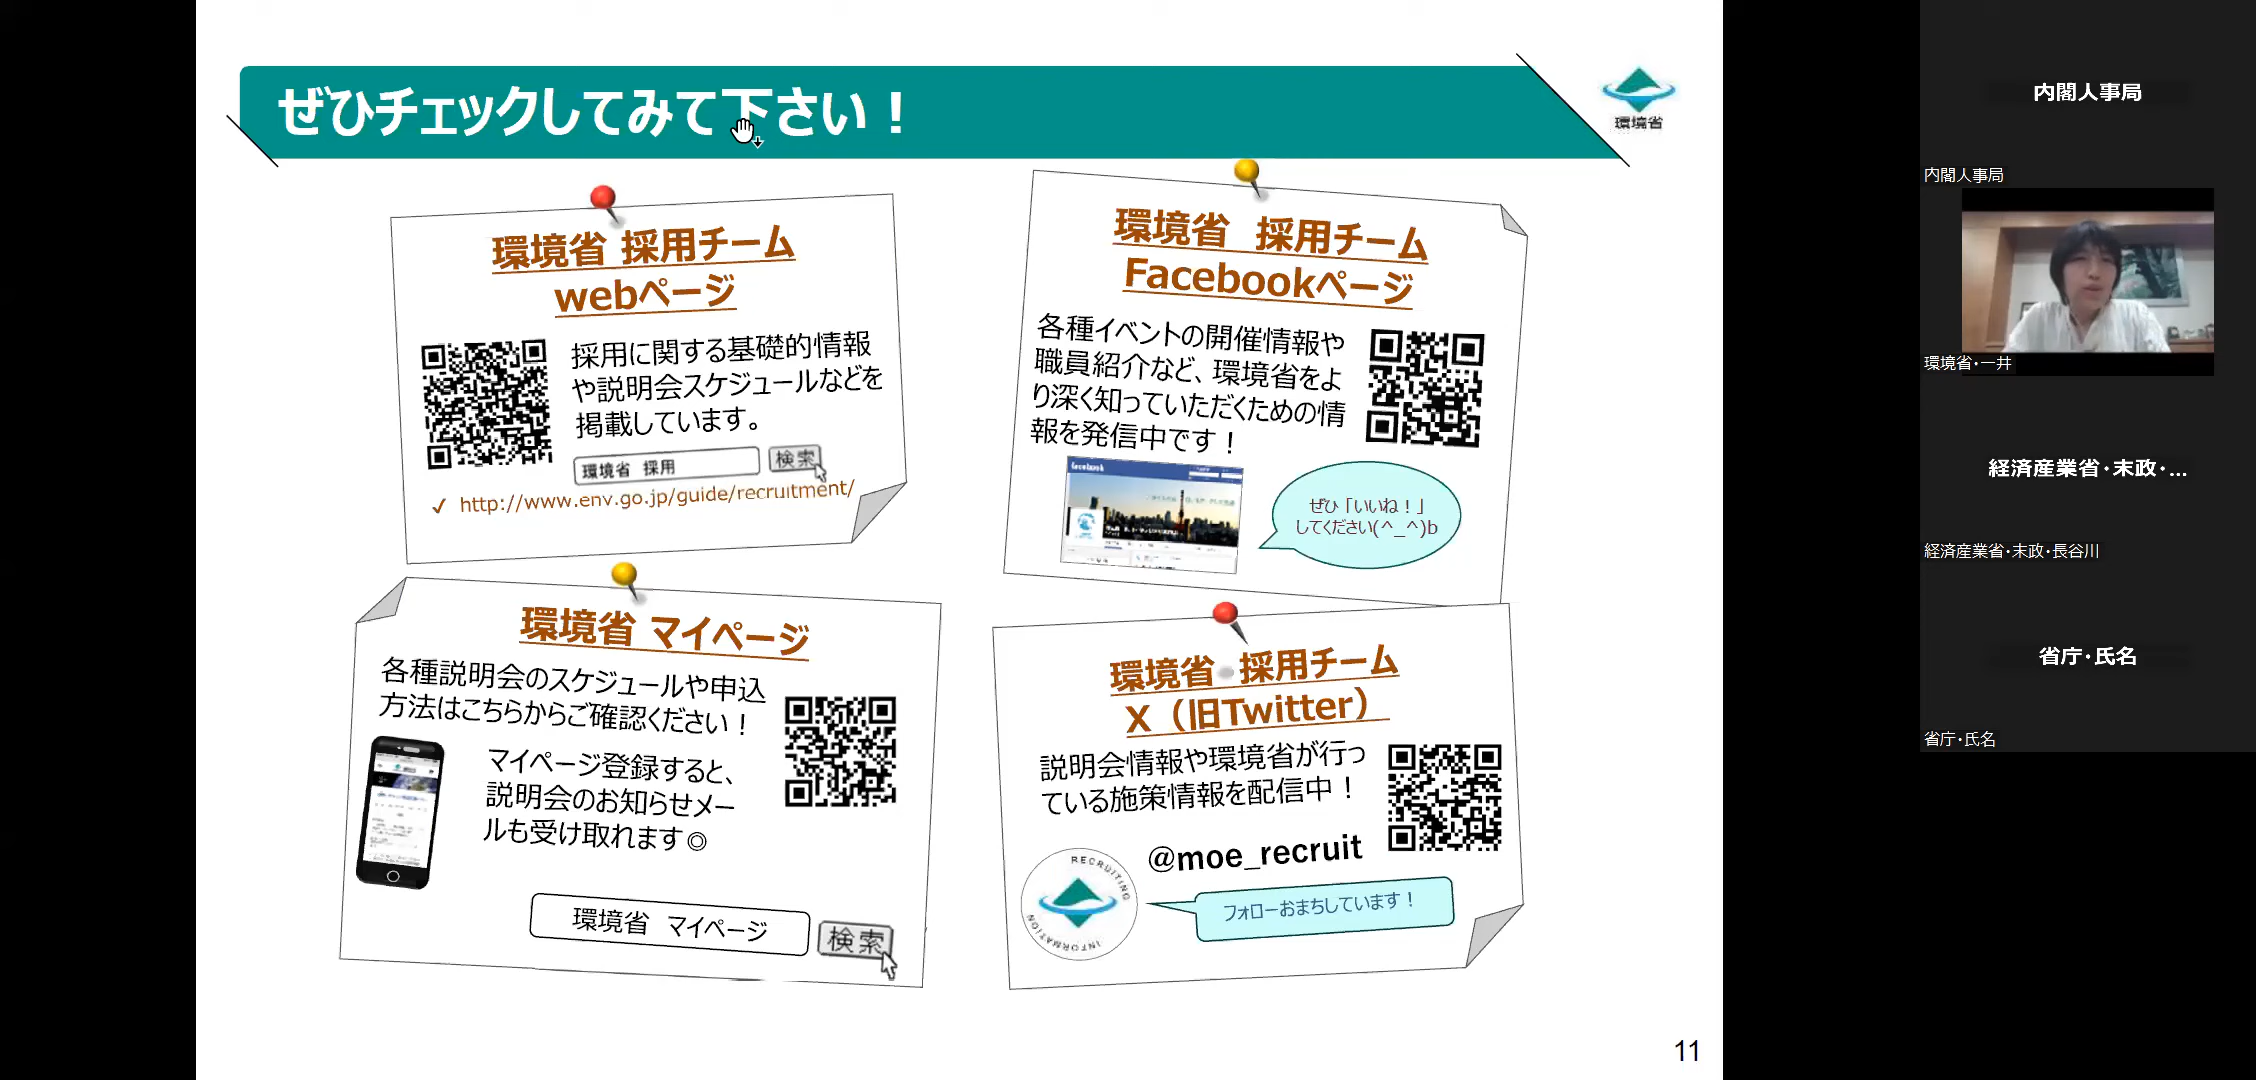 ぜひチェックしてみて下さい！
環境省
環境省 採用チーム
webページ
採用に関する基礎的情報
や説明会スケジュールなどを
掲載しています。
環境省 採用
検索
✓ http://www.env.go.jp/guide/recruitment/
環境省 採用チーム
Facebookページ
各種イベントの開催情報や
職員紹介など、環境省をよ
り深く知っていただくための情
報を発信中です！
facebook
ぜひ「いいね！」
してください(^_^)b
環境省 マイページ
各種説明会のスケジュールや申込
方法はこちらからご確認ください！
マイページ登録すると、
説明会のお知らせメー
ルも受け取れます◎
環境省 マイページ
検索
環境省 採用チーム
X（旧Twitter）
説明会情報や環境省が行っ
ている施策情報を配信中！
@moe_recruit
RECRUITING
INFORMATION
フォローおまちしています！
11
内閣人事局
内閣人事局
環境省・一井
経済産業省・末政・...
経済産業省・末政・長谷川
省庁・氏名
省庁・氏名